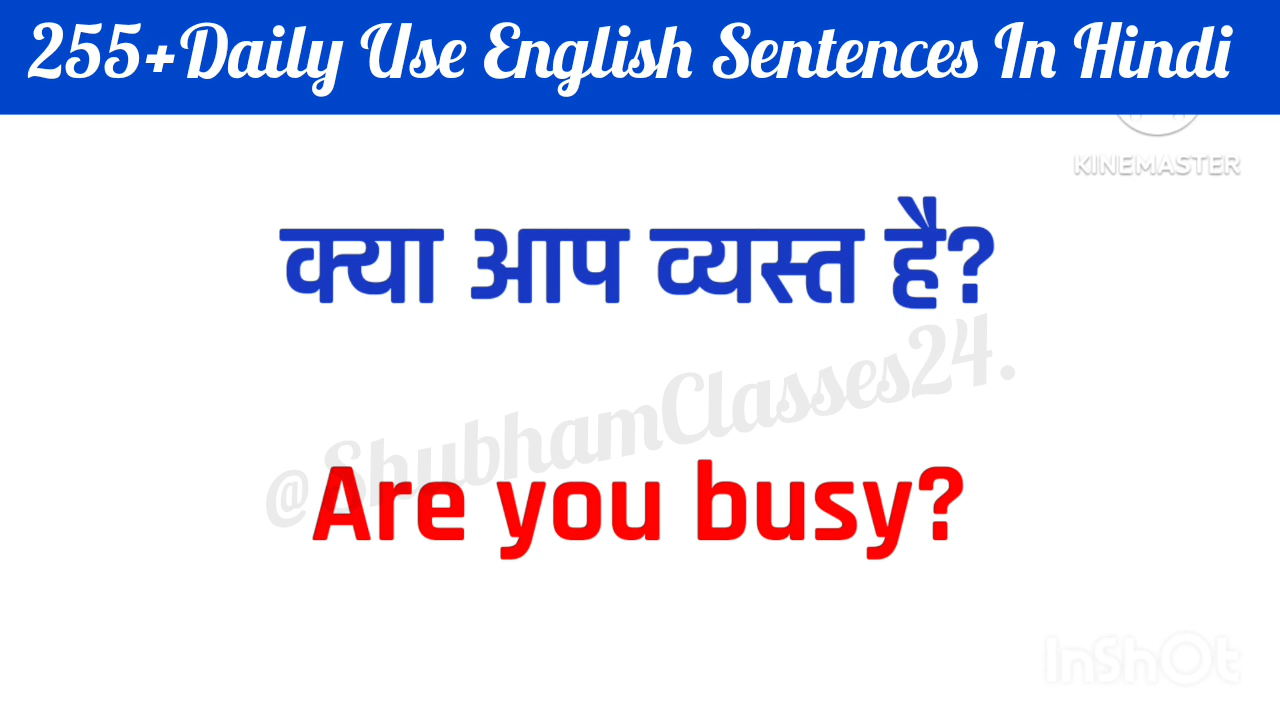 255+Daily Use English Sentences In Hindi
KINEMASTER
क्या आप व्यस्त है?
@ShubhamClasses24.
Are you busy?
InShOt